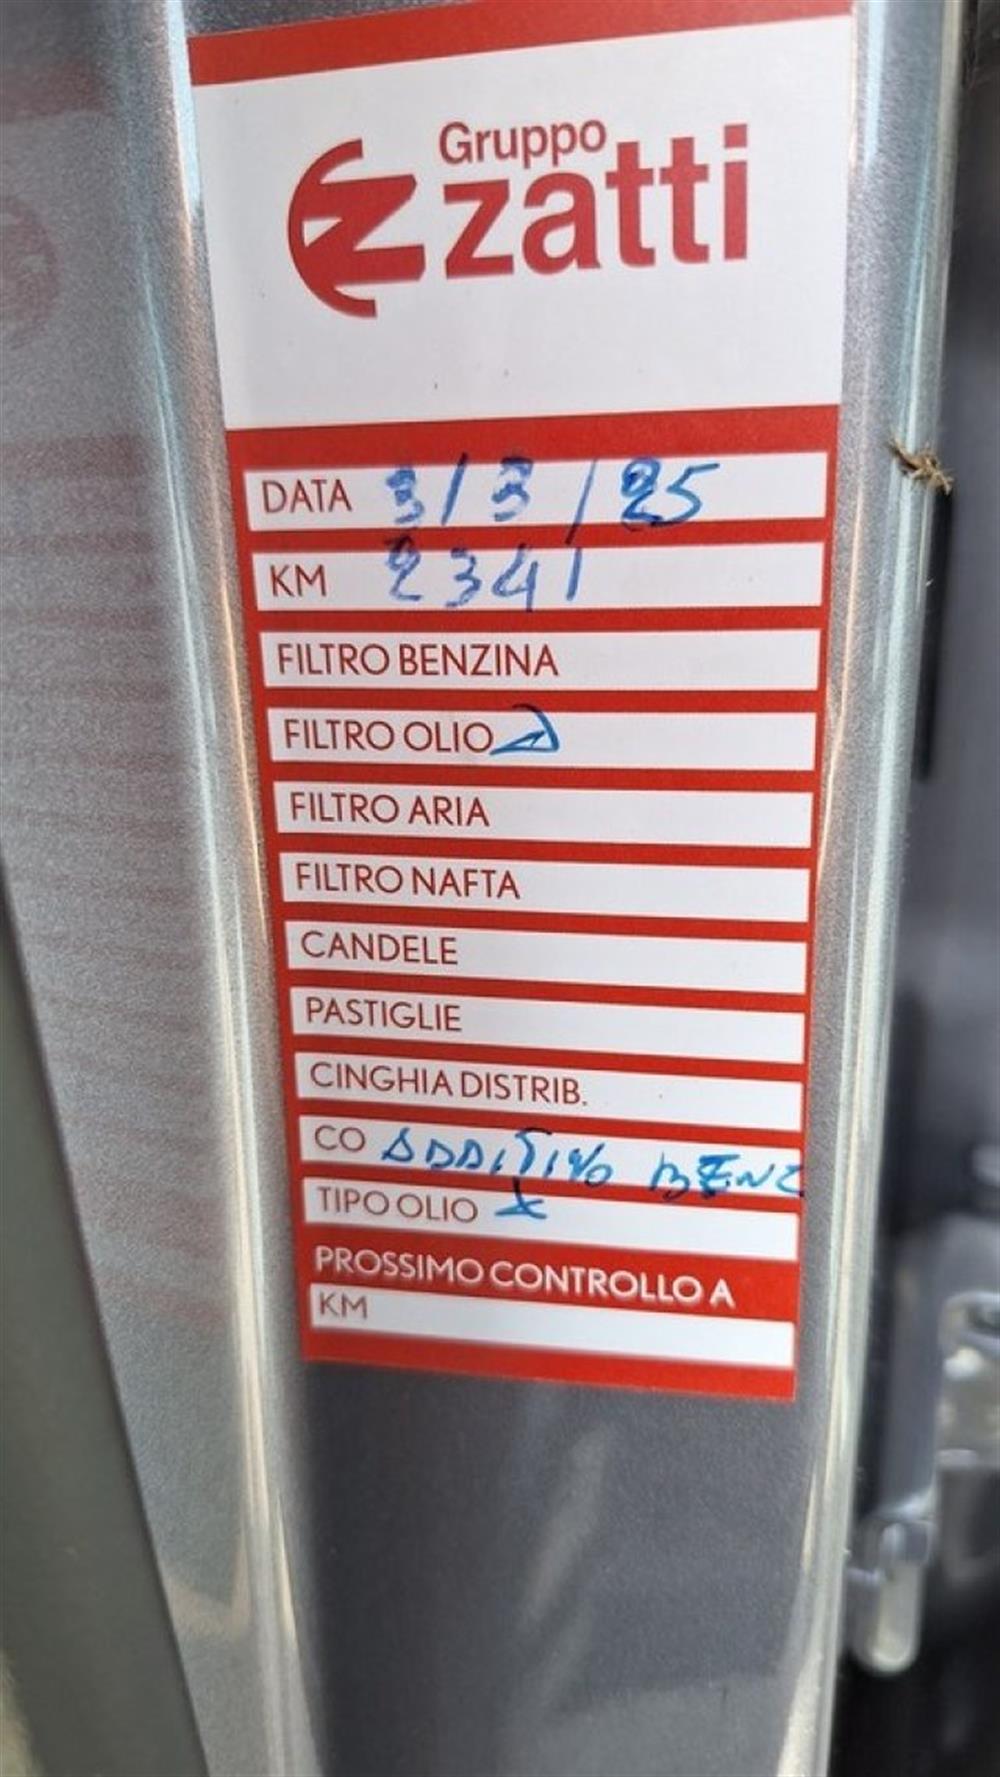 Gruppo
zatti
DATA 3/3/25
KM 2341
FILTRO BENZINA
FILTRO OLIO
FILTRO ARIA
FILTRO NAFTA
CANDELE
PASTIGLIE
CINGHIA DISTRIB.
CO ADDITIVO BENZ
TIPO OLIO X
PROSSIMO CONTROLLO A
KM